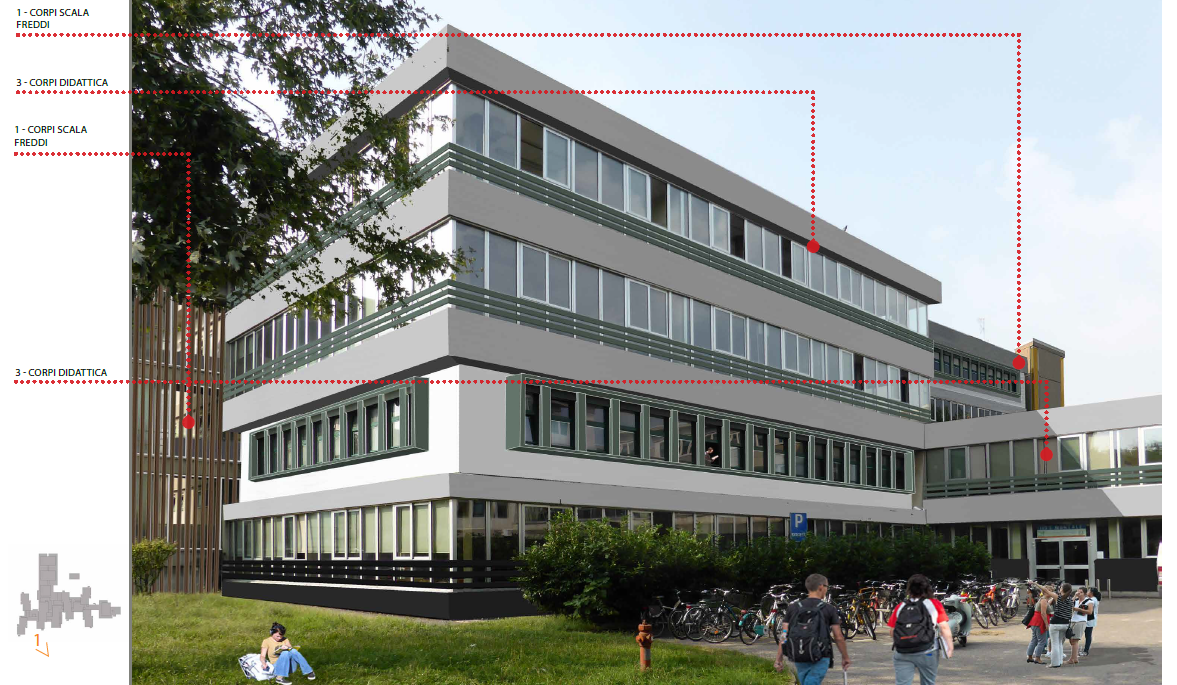 1 - CORPI SCALA
FREDDI
3 - CORPI DIDATTICA
1 - CORPI SCALA
FREDDI
3 - CORPI DIDATTICA
P
1